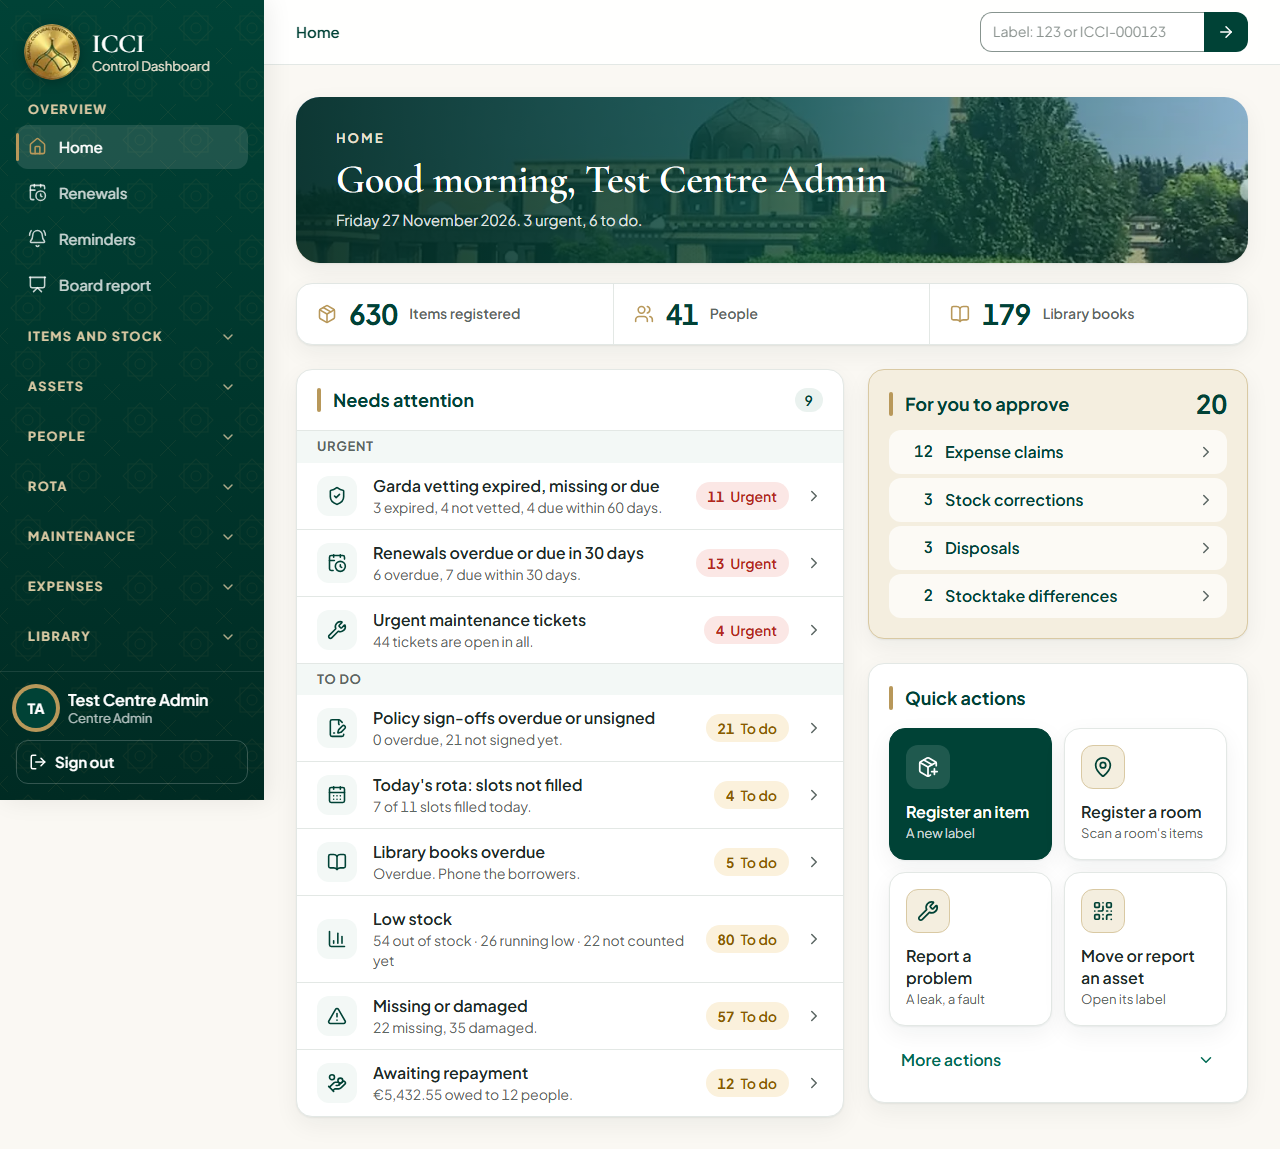 ICCI
Control Dashboard
OVERVIEW
Home
Renewals
Reminders
Board report
ITEMS AND STOCK
ASSETS
PEOPLE
ROTA
MAINTENANCE
EXPENSES
LIBRARY
TA
Test Centre Admin
Centre Admin
Sign out
Home
Label: 123 or ICCI-000123
HOME
Good morning, Test Centre Admin
Friday 27 November 2026. 3 urgent, 6 to do.
630 Items registered
41 People
179 Library books
Needs attention 9
URGENT
Garda vetting expired, missing or due
3 expired, 4 not vetted, 4 due within 60 days.
11 Urgent
Renewals overdue or due in 30 days
6 overdue, 7 due within 30 days.
13 Urgent
Urgent maintenance tickets
44 tickets are open in all.
4 Urgent
TO DO
Policy sign-offs overdue or unsigned
0 overdue, 21 not signed yet.
21 To do
Today's rota: slots not filled
7 of 11 slots filled today.
4 To do
Library books overdue
Overdue. Phone the borrowers.
5 To do
Low stock
54 out of stock · 26 running low · 22 not counted
yet
80 To do
Missing or damaged
22 missing, 35 damaged.
57 To do
Awaiting repayment
€5,432.55 owed to 12 people.
12 To do
For you to approve 20
12 Expense claims
3 Stock corrections
3 Disposals
2 Stocktake differences
Quick actions
Register an item
A new label
Register a room
Scan a room's items
Report a
problem
A leak, a fault
Move or report
an asset
Open its label
More actions